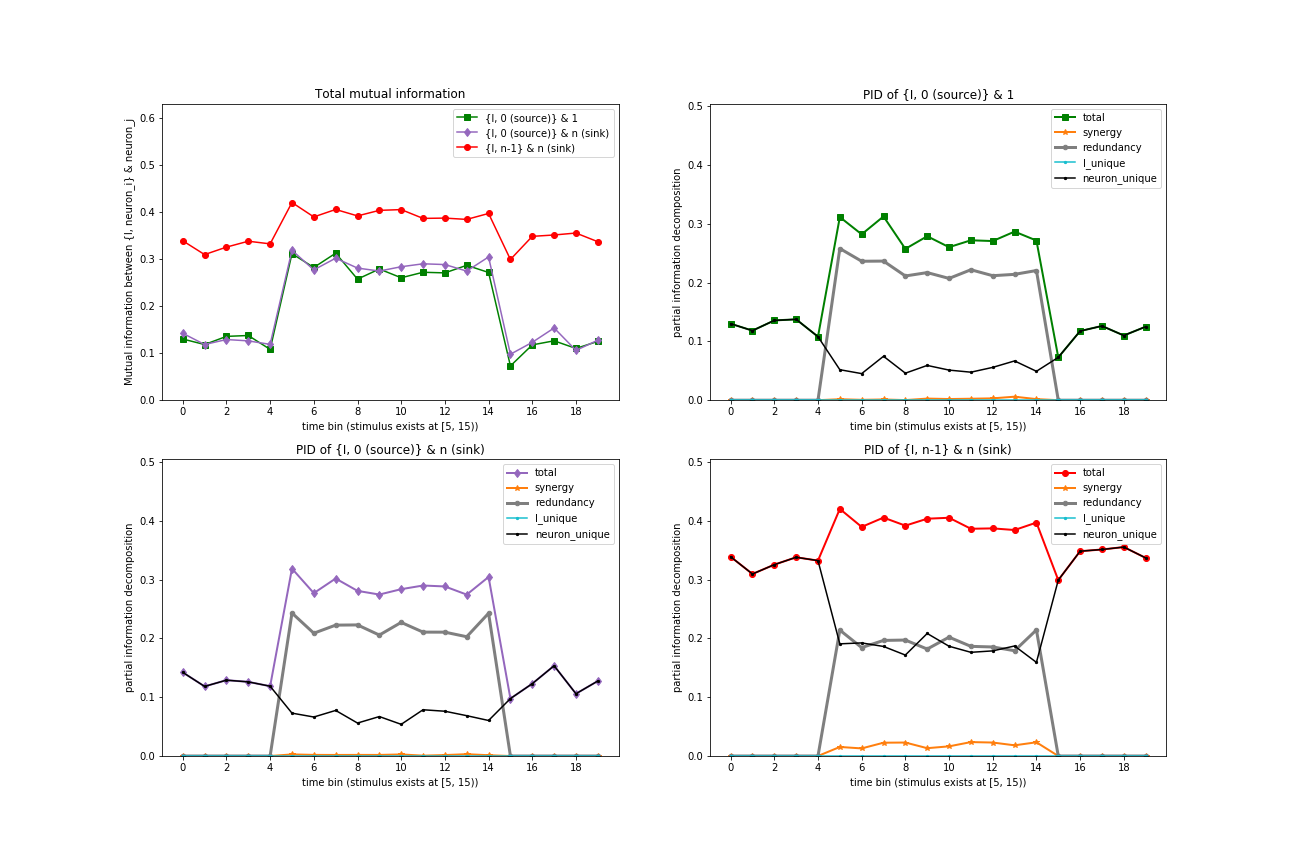 Total mutual information
Mutual information between {I, neuron_i} & neuron_j
0.6
0.5
0.4
0.3
0.2
0.1
0.0
{I, 0 (source)} & 1
{I, 0 (source)} & n (sink)
{I, n-1} & n (sink)
0 2 4 6 8 10 12 14 16 18
time bin (stimulus exists at [5, 15))
PID of {I, 0 (source)} & 1
partial information decomposition
0.5
0.4
0.3
0.2
0.1
0.0
total
synergy
redundancy
I_unique
neuron_unique
0 2 4 6 8 10 12 14 16 18
time bin (stimulus exists at [5, 15))
PID of {I, 0 (source)} & n (sink)
partial information decomposition
0.5
0.4
0.3
0.2
0.1
0.0
total
synergy
redundancy
I_unique
neuron_unique
0 2 4 6 8 10 12 14 16 18
time bin (stimulus exists at [5, 15))
PID of {I, n-1} & n (sink)
partial information decomposition
0.5
0.4
0.3
0.2
0.1
0.0
total
synergy
redundancy
I_unique
neuron_unique
0 2 4 6 8 10 12 14 16 18
time bin (stimulus exists at [5, 15))